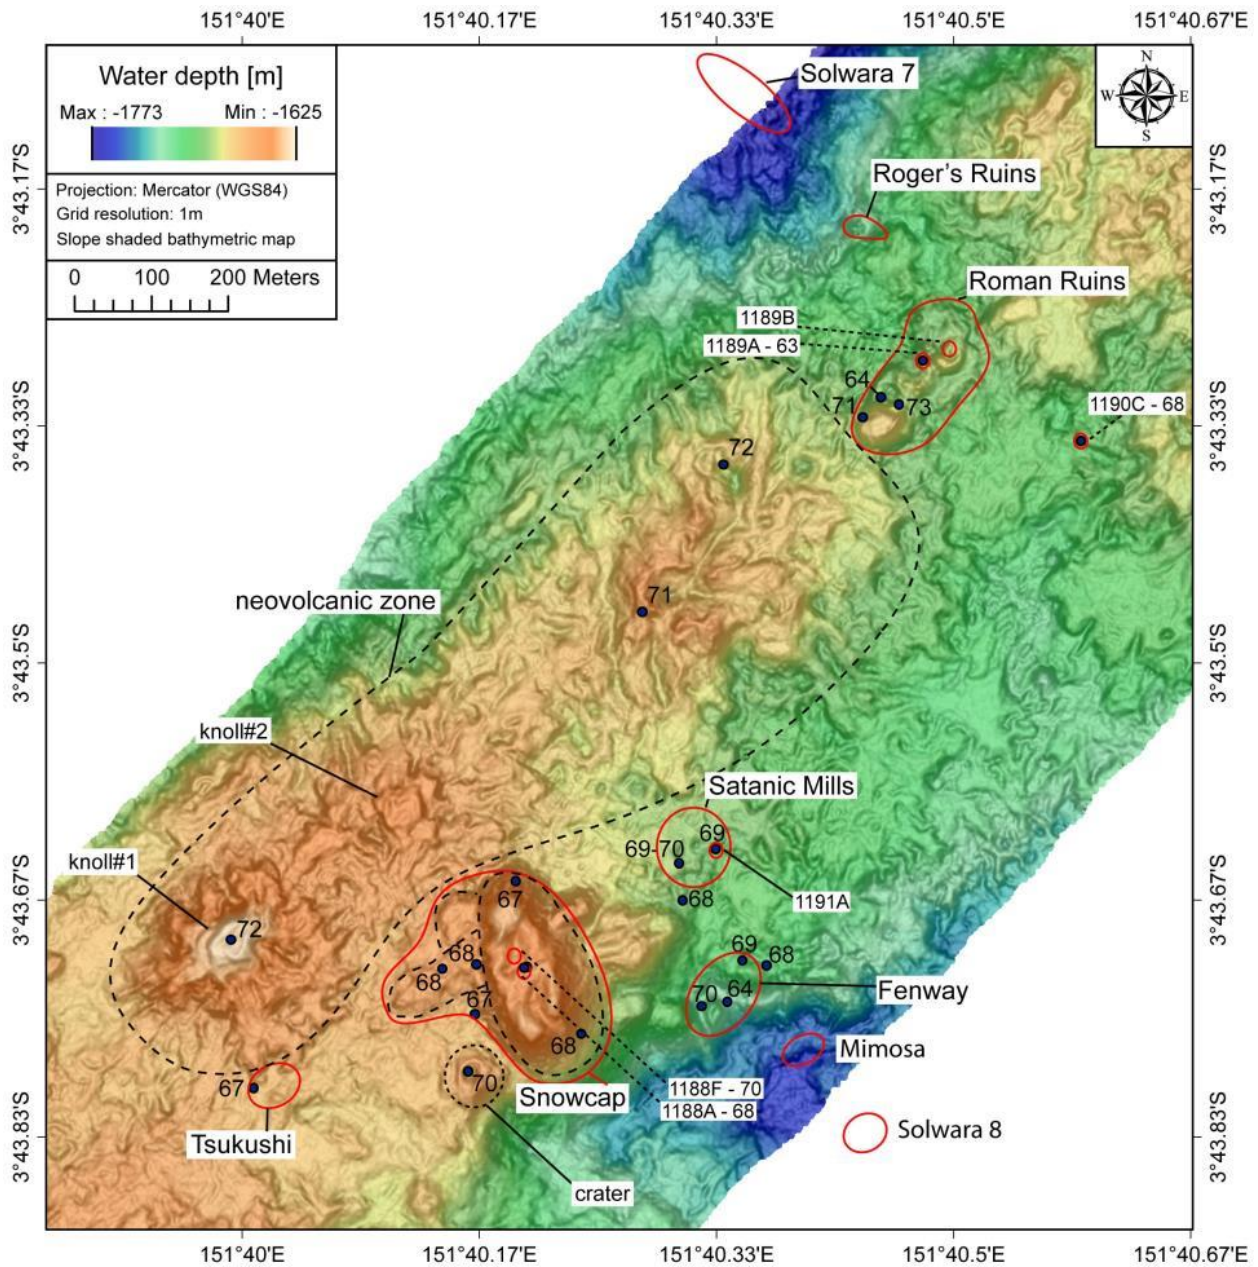 151°40'E 151°40.17'E 151°40.33'E 151°40.5'E 151°40.67'E
Water depth [m]
Max : -1773 Min : -1625
Projection: Mercator (WGS84)
Grid resolution: 1m
Slope shaded bathymetric map
0 100 200 Meters
N
W E
S
Solwara 7
3°43.17'S 3°43.17'S
Roger's Ruins
Roman Ruins
1189B
1189A - 63
64
71 73
1190C - 68
3°43.33'S 3°43.33'S
72
neovolcanic zone
71
3°43.5'S 3°43.5'S
knoll#2
Satanic Mills
69-70 69
knoll#1
67
68
1191A
3°43.67'S 3°43.67'S
72
68 68
69 68
67
70 64
Fenway
68
Mimosa
67
70
Snowcap
1188F - 70
1188A - 68
Solwara 8
Tsukushi
3°43.83'S 3°43.83'S
crater
151°40'E 151°40.17'E 151°40.33'E 151°40.5'E 151°40.67'E